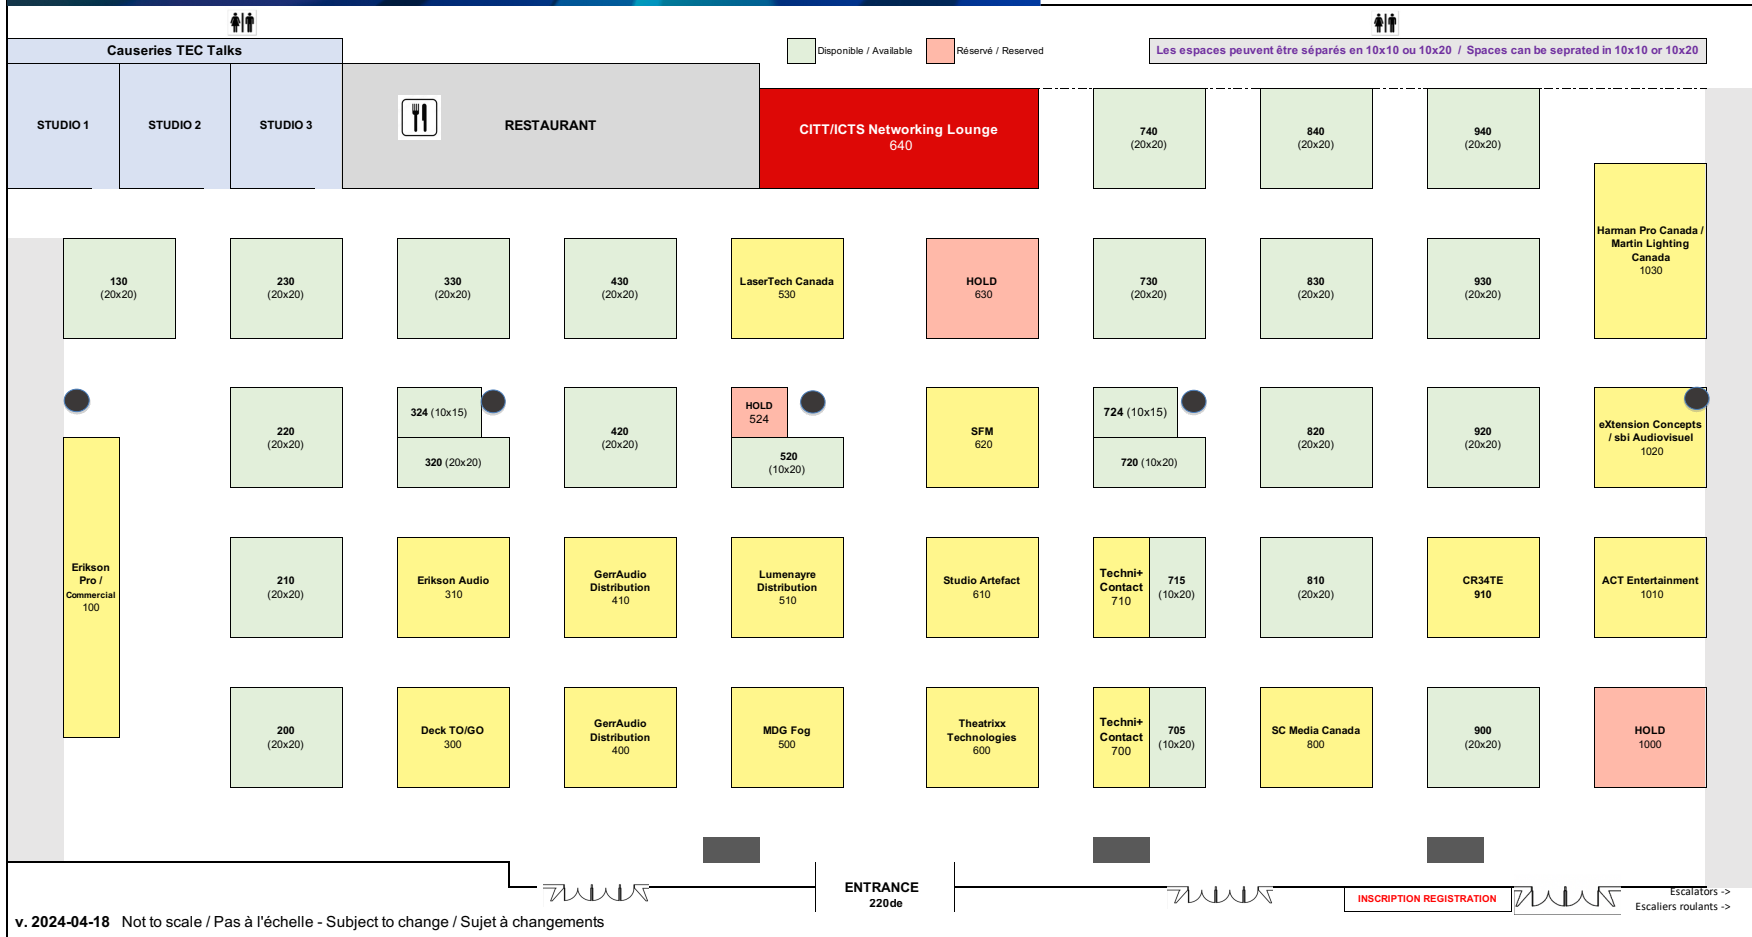 Causeries TEC Talks
Disponible / Available
Réservé / Reserved
Les espaces peuvent être séparés en 10x10 ou 10x20 / Spaces can be seprated in 10x10 or 10x20
STUDIO 1
STUDIO 2
STUDIO 3
RESTAURANT
CITT/ICTS Networking Lounge
640
740
(20x20)
840
(20x20)
940
(20x20)
Harman Pro Canada /
Martin Lighting
Canada
1030
130
(20x20)
230
(20x20)
330
(20x20)
430
(20x20)
LaserTech Canada
530
HOLD
630
730
(20x20)
830
(20x20)
930
(20x20)
220
(20x20)
324 (10x15)
320 (20x20)
420
(20x20)
HOLD
524
520
(10x20)
SFM
620
724 (10x15)
720 (10x20)
820
(20x20)
920
(20x20)
eXtension Concepts
/ sbi Audiovisuel
1020
Erikson
Pro /
Commercial
100
210
(20x20)
Erikson Audio
310
GerrAudio
Distribution
410
Lumenayre
Distribution
510
Studio Artefact
610
Techni+
Contact
710
715
(10x20)
810
(20x20)
CR34TE
910
ACT Entertainment
1010
200
(20x20)
Deck TO/GO
300
GerrAudio
Distribution
400
MDG Fog
500
Theatrixx
Technologies
600
Techni+
Contact
700
705
(10x20)
SC Media Canada
800
900
(20x20)
HOLD
1000
ENTRANCE
220de
INSCRIPTION REGISTRATION
Escalators ->
Escaliers roulants ->
v. 2024-04-18 Not to scale / Pas à l'échelle - Subject to change / Sujet à changements